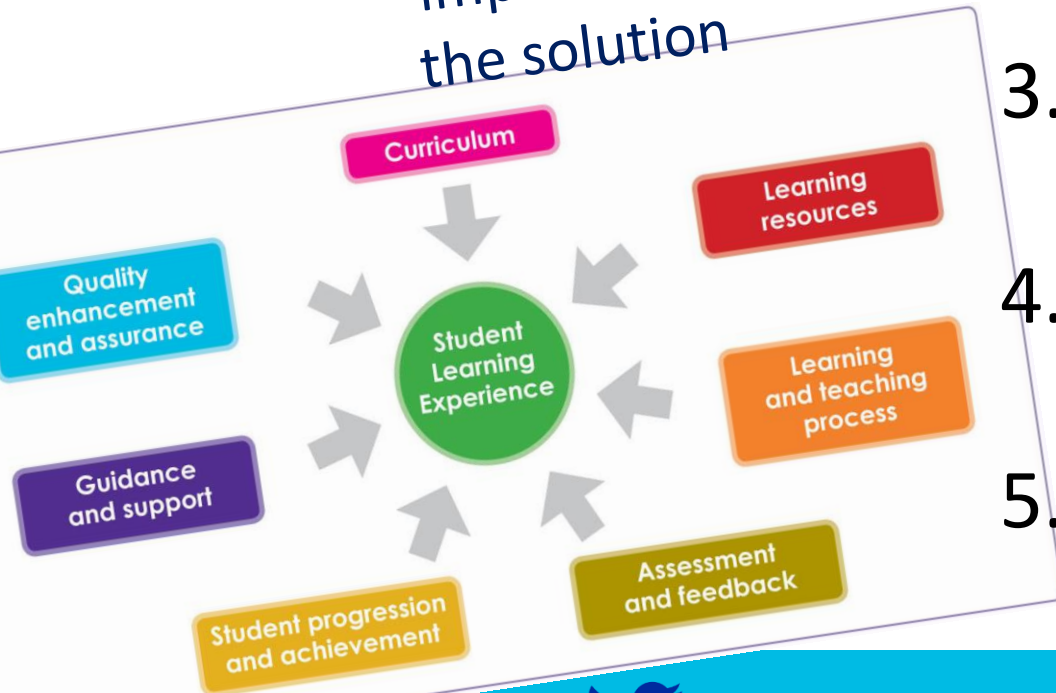 the solution
3.
4.
5.
Curriculum
Learning
resources
Quality
enhancement
and assurance
Student
Learning
Experience
Learning
and teaching
process
Guidance
and support
Assessment
and feedback
Student progression
and achievement